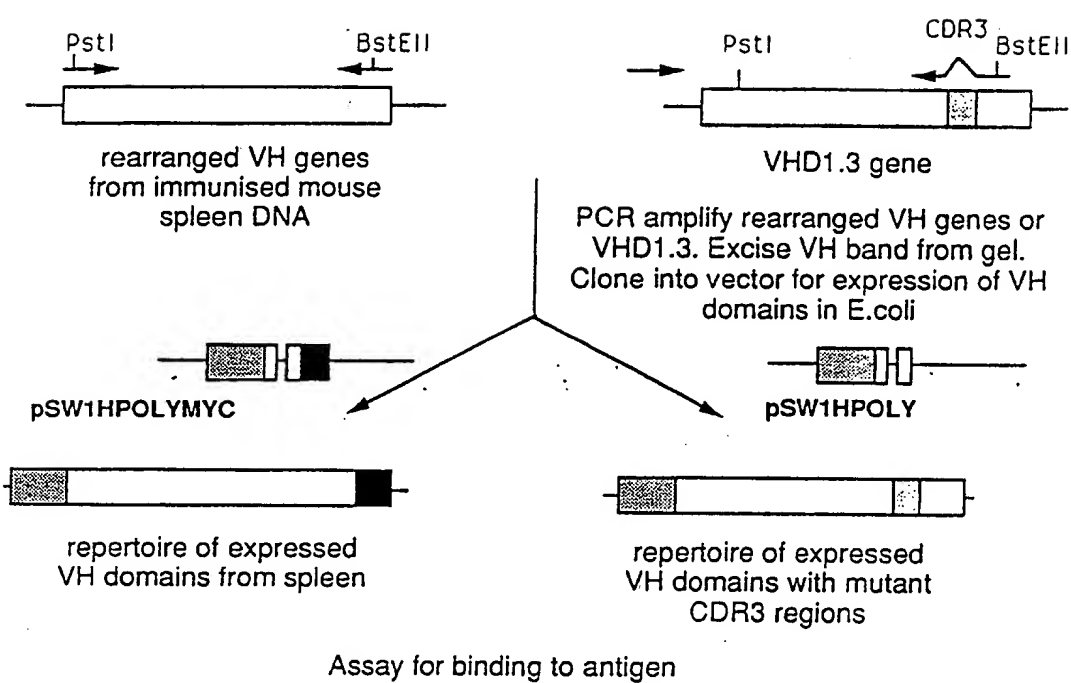 PstI
BstEII
rearranged VH genes
from immunised mouse
spleen DNA
PstI
CDR3
BstEII
VHD1.3 gene
PCR amplify rearranged VH genes or
VHD1.3. Excise VH band from gel.
Clone into vector for expression of VH
domains in E.coli
pSW1HPOLYMYC
pSW1HPOLY
repertoire of expressed
VH domains from spleen
repertoire of expressed
VH domains with mutant
CDR3 regions
Assay for binding to antigen